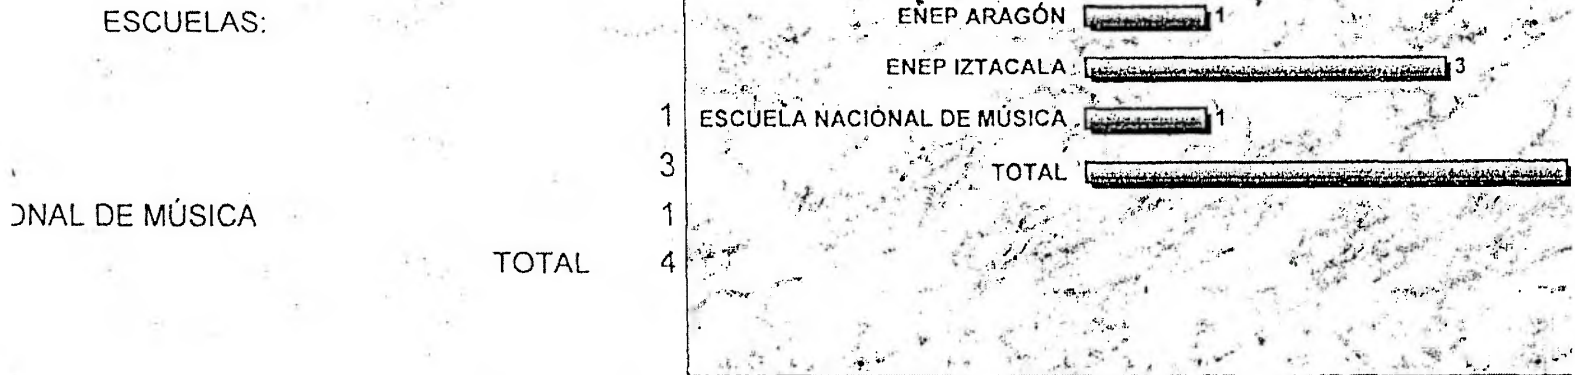 ESCUELAS:
1
3
ONAL DE MÚSICA 1
TOTAL 4
ENEP ARAGÓN 1
ENEP IZTACALA 3
ESCUELA NACIONAL DE MÚSICA 1
TOTAL